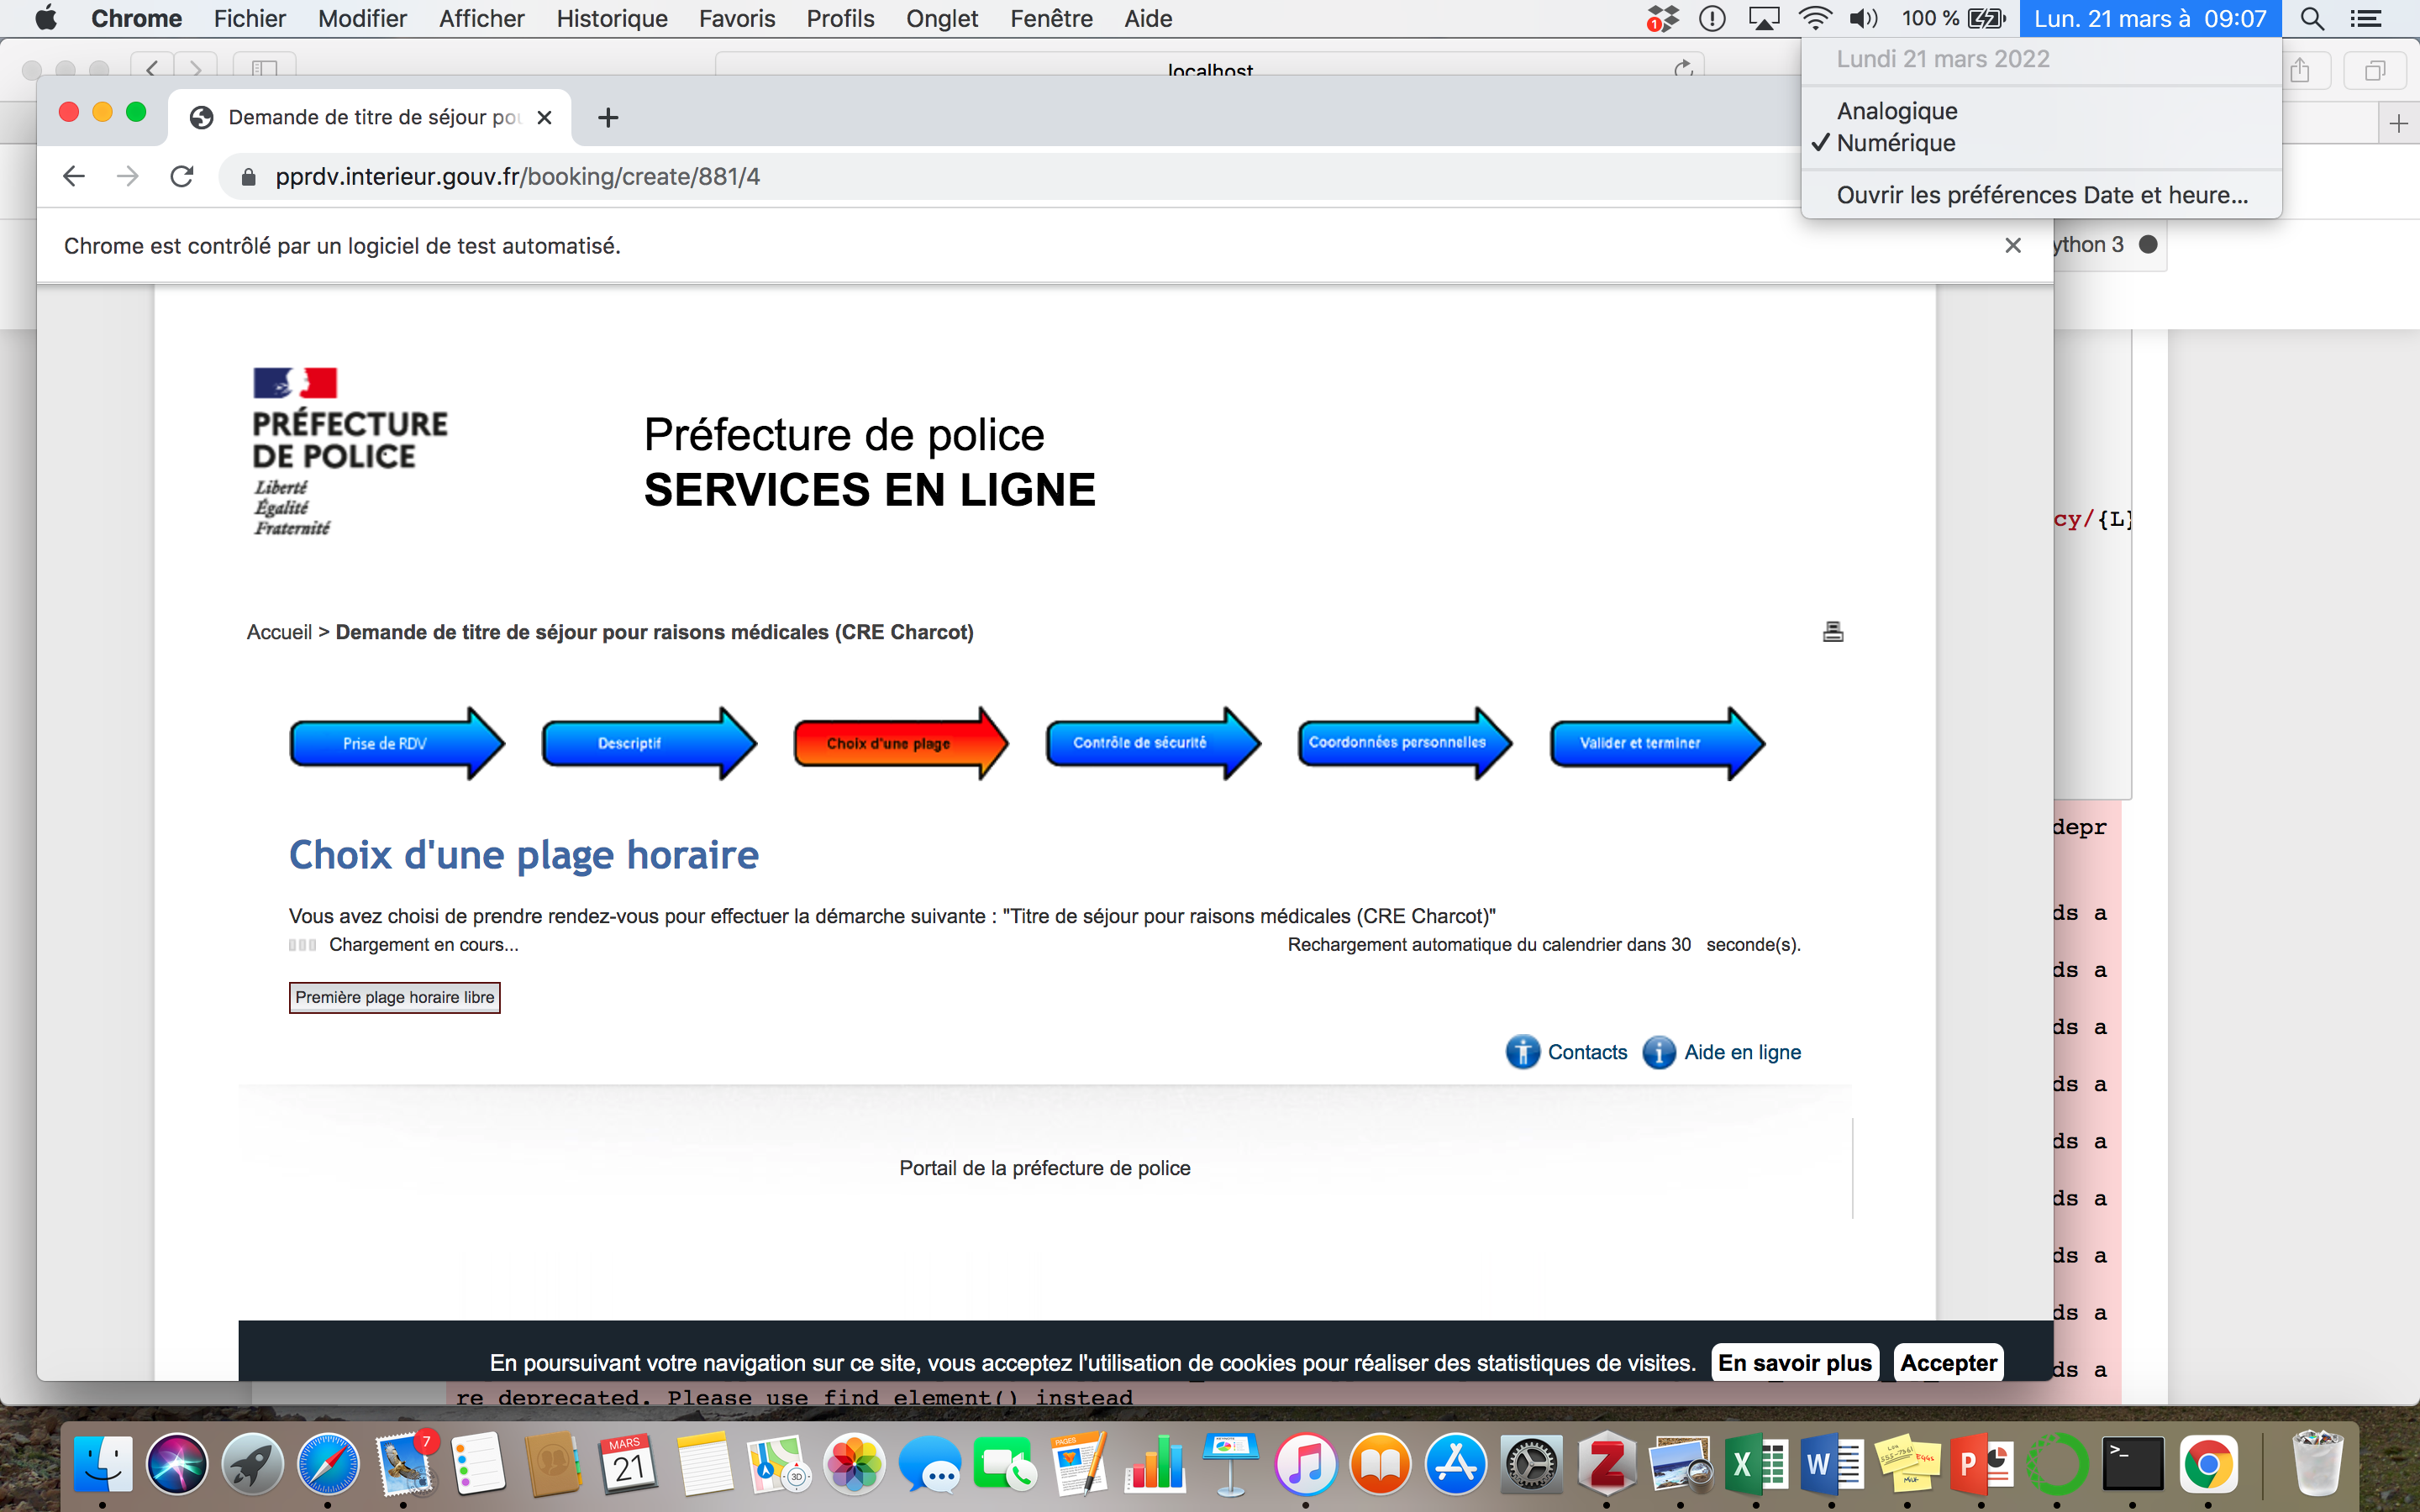 Chrome Fichier Modifier Afficher Historique Favoris Profils Onglet Fenêtre Aide
1 100 % Lun. 21 mars à 09:07
localhost
Lundi 21 mars 2022
Analogique
✓ Numérique
Ouvrir les préférences Date et heure...
Demande de titre de séjour pou
pprdv.interieur.gouv.fr/booking/create/881/4
Chrome est contrôlé par un logiciel de test automatisé.
ython 3
PRÉFECTURE
DE POLICE
Liberté
Égalité
Fraternité
Préfecture de police
SERVICES EN LIGNE
cy/{L}
Accueil > Demande de titre de séjour pour raisons médicales (CRE Charcot)
Prise de RDV Descriptif Choix d'une plage Contrôle de sécurité Coordonnées personnelles Valider et terminer
depr
Choix d'une plage horaire
Vous avez choisi de prendre rendez-vous pour effectuer la démarche suivante : "Titre de séjour pour raisons médicales (CRE Charcot)"
ds a
Chargement en cours... Rechargement automatique du calendrier dans 30 seconde(s).
ds a
Première plage horaire libre
ds a
Contacts Aide en ligne
ds a
ds a
Portail de la préfecture de police
ds a
ds a
ds a
En poursuivant votre navigation sur ce site, vous acceptez l'utilisation de cookies pour réaliser des statistiques de visites. En savoir plus Accepter
ds a
re deprecated. Please use find_element() instead
7
MARS
21
PAGES
3D
Z
X
W
EGGS
MILK
P
>_